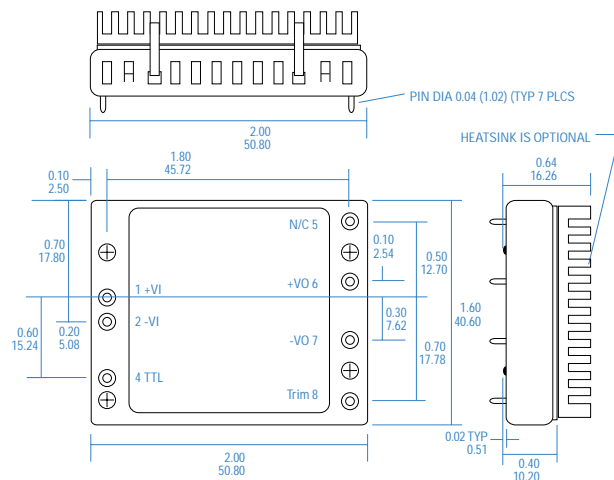 PIN DIA 0.04 (1.02) (TYP 7 PLCS
2.00
50.80
HEATSINK IS OPTIONAL
1.80
45.72
0.64
16.26
0.10
2.50
N/C 5
0.70
17.80
0.10
2.54
0.50
12.70
1 +VI
+VO 6
2 -VI
0.60
15.24
0.20
5.08
0.30
7.62
1.60
40.60
-VO 7
0.70
17.78
4 TTL
Trim 8
0.02 TYP
0.51
2.00
50.80
0.40
10.20